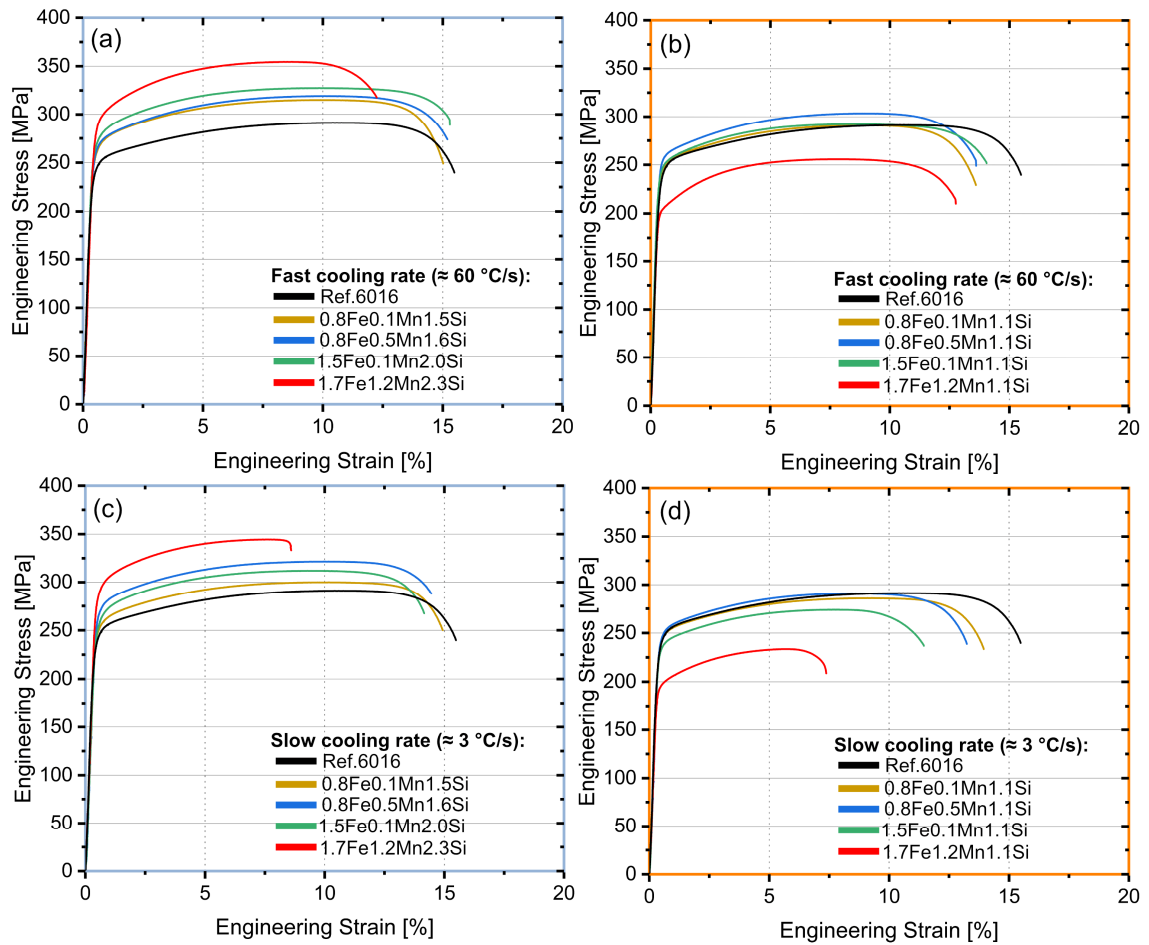 (a)
400
350
300
250
200
150
100
50
0
Engineering Stress [MPa]
Fast cooling rate (≈ 60 °C/s):
Ref.6016
0.8Fe0.1Mn1.5Si
0.8Fe0.5Mn1.6Si
1.5Fe0.1Mn2.0Si
1.7Fe1.2Mn2.3Si
0 5 10 15 20
Engineering Strain [%]
(b)
400
350
300
250
200
150
100
50
0
Engineering Stress [MPa]
Fast cooling rate (≈ 60 °C/s):
Ref.6016
0.8Fe0.1Mn1.1Si
0.8Fe0.5Mn1.1Si
1.5Fe0.1Mn1.1Si
1.7Fe1.2Mn1.1Si
0 5 10 15 20
Engineering Strain [%]
(c)
400
350
300
250
200
150
100
50
0
Engineering Stress [MPa]
Slow cooling rate (≈ 3 °C/s):
Ref.6016
0.8Fe0.1Mn1.5Si
0.8Fe0.5Mn1.6Si
1.5Fe0.1Mn2.0Si
1.7Fe1.2Mn2.3Si
0 5 10 15 20
Engineering Strain [%]
(d)
400
350
300
250
200
150
100
50
0
Engineering Stress [MPa]
Slow cooling rate (≈ 3 °C/s):
Ref.6016
0.8Fe0.1Mn1.1Si
0.8Fe0.5Mn1.1Si
1.5Fe0.1Mn1.1Si
1.7Fe1.2Mn1.1Si
0 5 10 15 20
Engineering Strain [%]